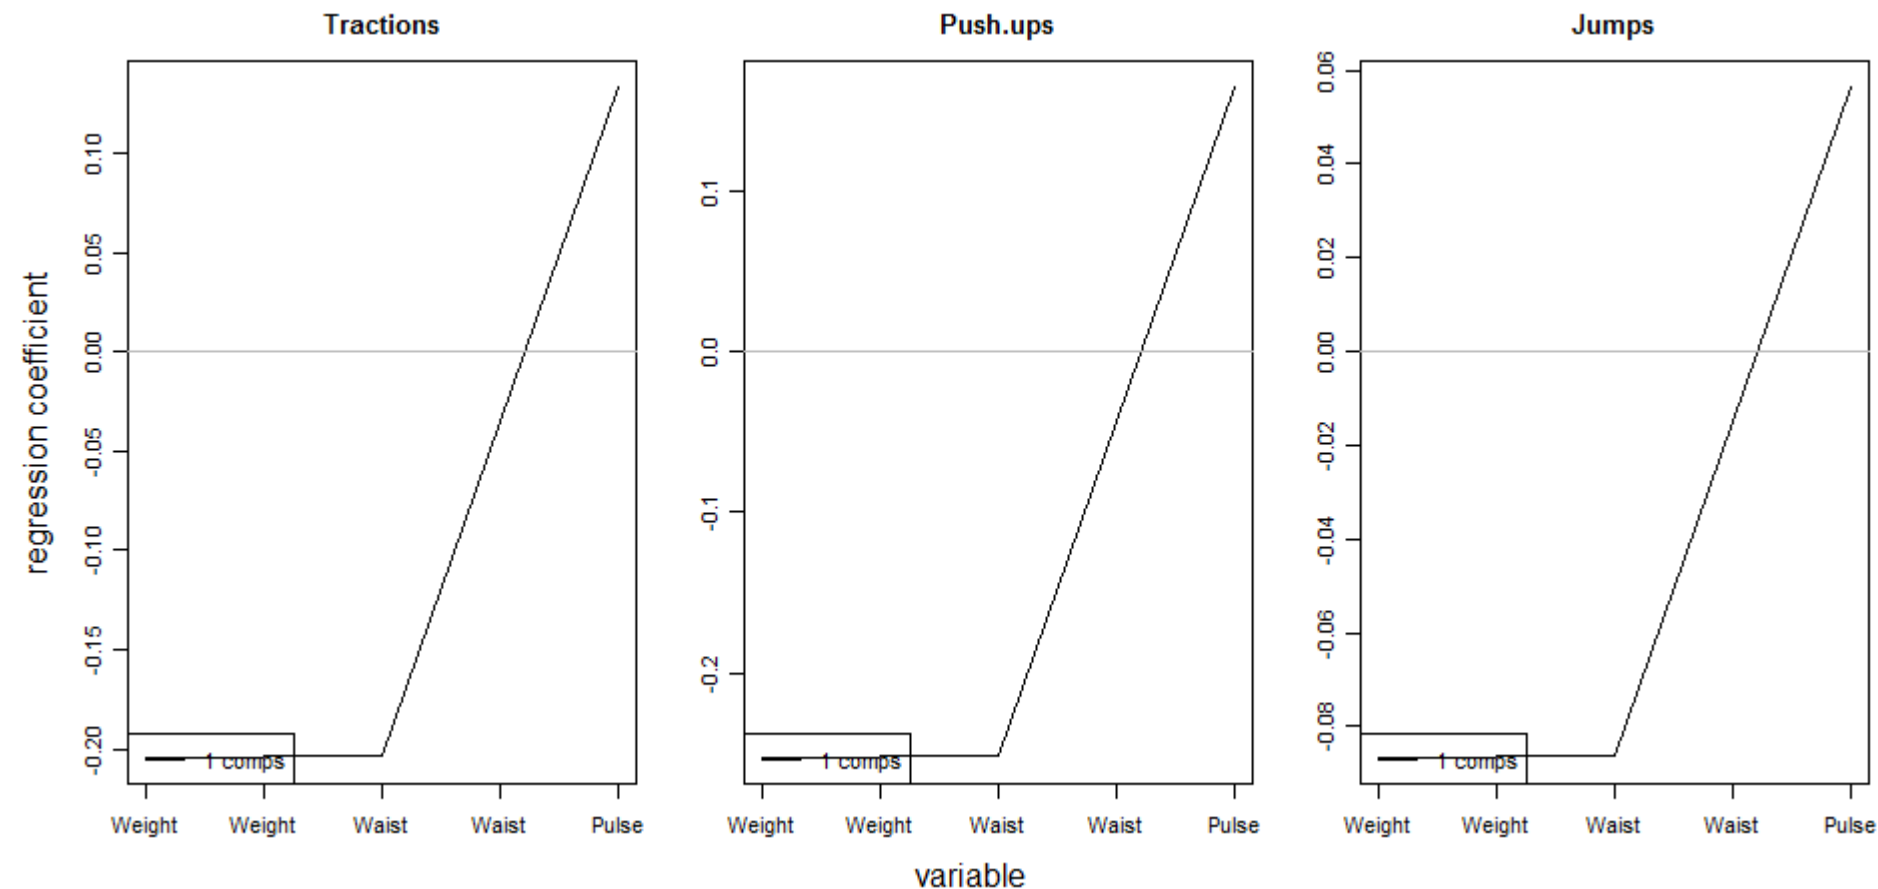 Tractions
regression coefficient
0.10
0.05
0.00
-0.05
-0.10
-0.15
-0.20
1 comps
Weight Weight Waist Waist Pulse
Push.ups
0.1
0.0
-0.1
-0.2
1 comps
Weight Weight Waist Waist Pulse
variable
Jumps
0.06
0.04
0.02
0.00
-0.02
-0.04
-0.06
-0.08
1 comps
Weight Weight Waist Waist Pulse